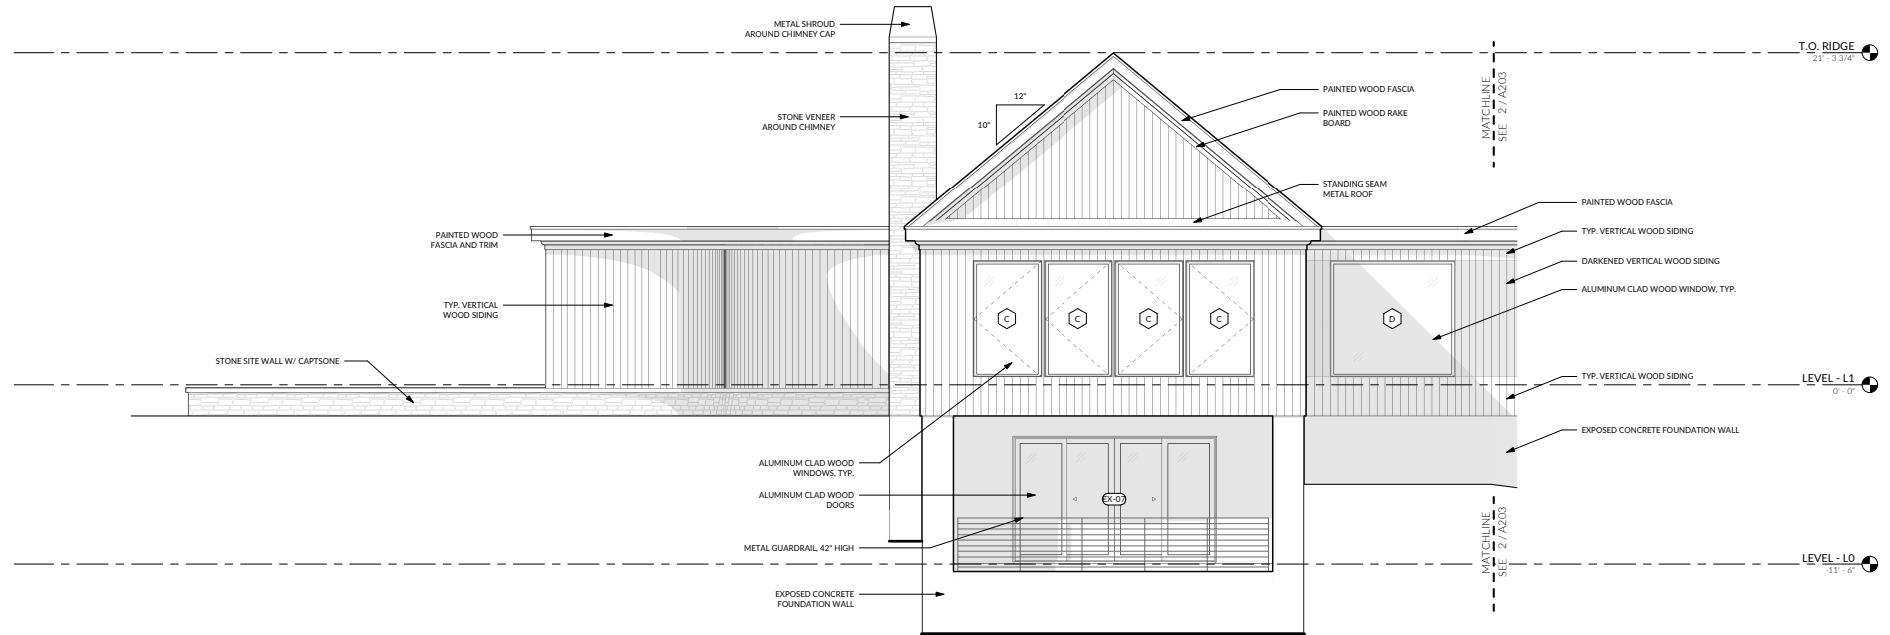 METAL SHROUD
AROUND CHIMNEY CAP
T.O. RIDGE
21' - 3 3/4"
MATCHLINE
SEE 2 / A203
12"
10"
PAINTED WOOD FASCIA
PAINTED WOOD RAKE
BOARD
STONE VENEER
AROUND CHIMNEY
STANDING SEAM
METAL ROOF
PAINTED WOOD FASCIA
PAINTED WOOD
FASCIA AND TRIM
TYP. VERTICAL WOOD SIDING
DARKENED VERTICAL WOOD SIDING
ALUMINUM CLAD WOOD WINDOW, TYP.
TYP. VERTICAL
WOOD SIDING
C
C
C
C
D
STONE SITE WALL W/ CAPTSONE
TYP. VERTICAL WOOD SIDING
LEVEL - L1
0' - 0"
EXPOSED CONCRETE FOUNDATION WALL
ALUMINUM CLAD WOOD
WINDOWS, TYP.
ALUMINUM CLAD WOOD
DOORS
EX-07
METAL GUARDRAIL, 42" HIGH
MATCHLINE
SEE 2 / A203
LEVEL - L0
-11' - 6"
EXPOSED CONCRETE
FOUNDATION WALL